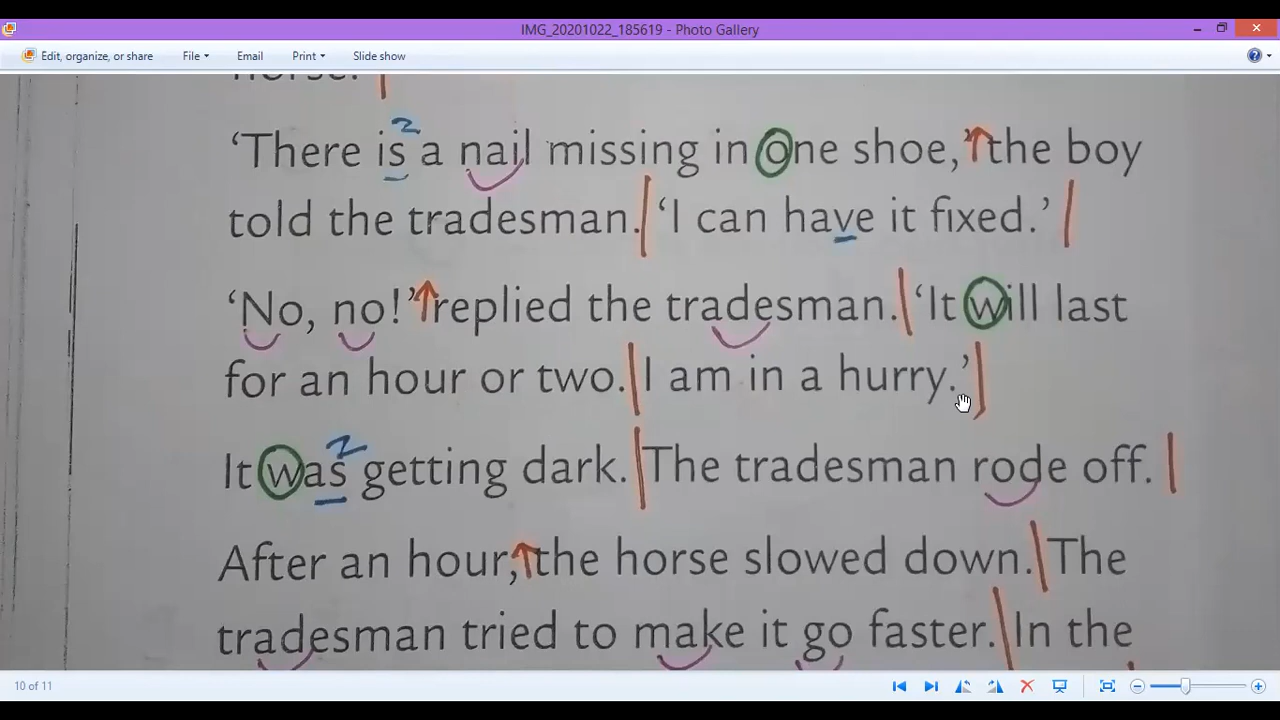 IMG_20201022_185619 - Photo Gallery
Edit, organize, or share File Email Print Slide show
horse.
‘There is a nail missing in one shoe,’ the boy
told the tradesman. ‘I can have it fixed.’
‘No, no!’ replied the tradesman. ‘It will last
for an hour or two. I am in a hurry.’
It was getting dark. The tradesman rode off.
After an hour, the horse slowed down. The
tradesman tried to make it go faster. In the
10 of 11